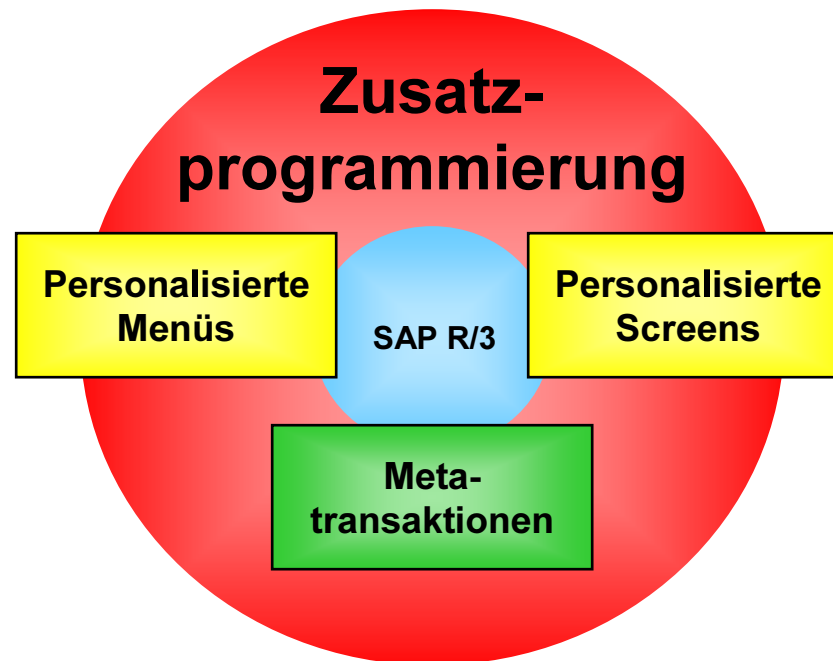 Zusatz-
programmierung
Personalisierte
Menüs
SAP R/3
Personalisierte
Screens
Meta-
transaktionen